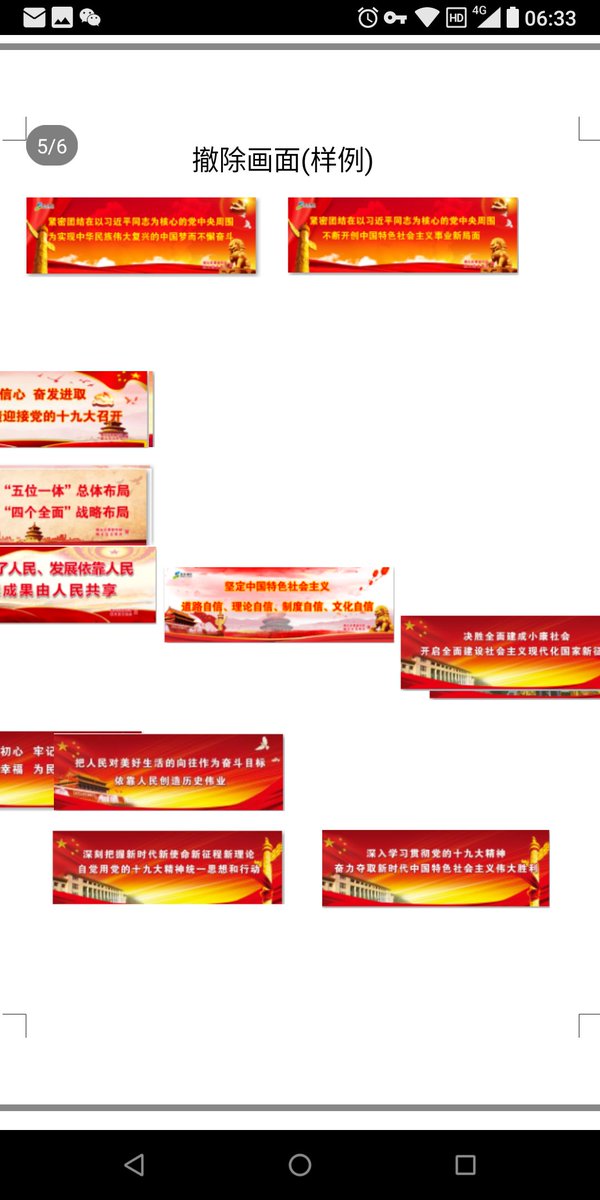 HD 4G 06:33
5/6
撤除画面(样例)
紧密团结在以习近平同志为核心的党中央周围
为实现中华民族伟大复兴的中国梦而不懈奋斗
紧密团结在以习近平同志为核心的党中央周围
不断开创中国特色社会主义事业新局面
信心 奋发进取
迎接党的十九大召开
“五位一体”总体布局
“四个全面”战略布局
了人民、发展依靠人民
成果由人民共享
坚定中国特色社会主义
道路自信、理论自信、制度自信、文化自信
决胜全面建成小康社会
开启全面建设社会主义现代化国家新征
初心 牢记
幸福 为民
把人民对美好生活的向往作为奋斗目标
依靠人民创造历史伟业
深刻把握新时代新使命新征程新理论
自觉用党的十九大精神统一思想和行动
深入学习贯彻党的十九大精神
奋力夺取新时代中国特色社会主义伟大胜利